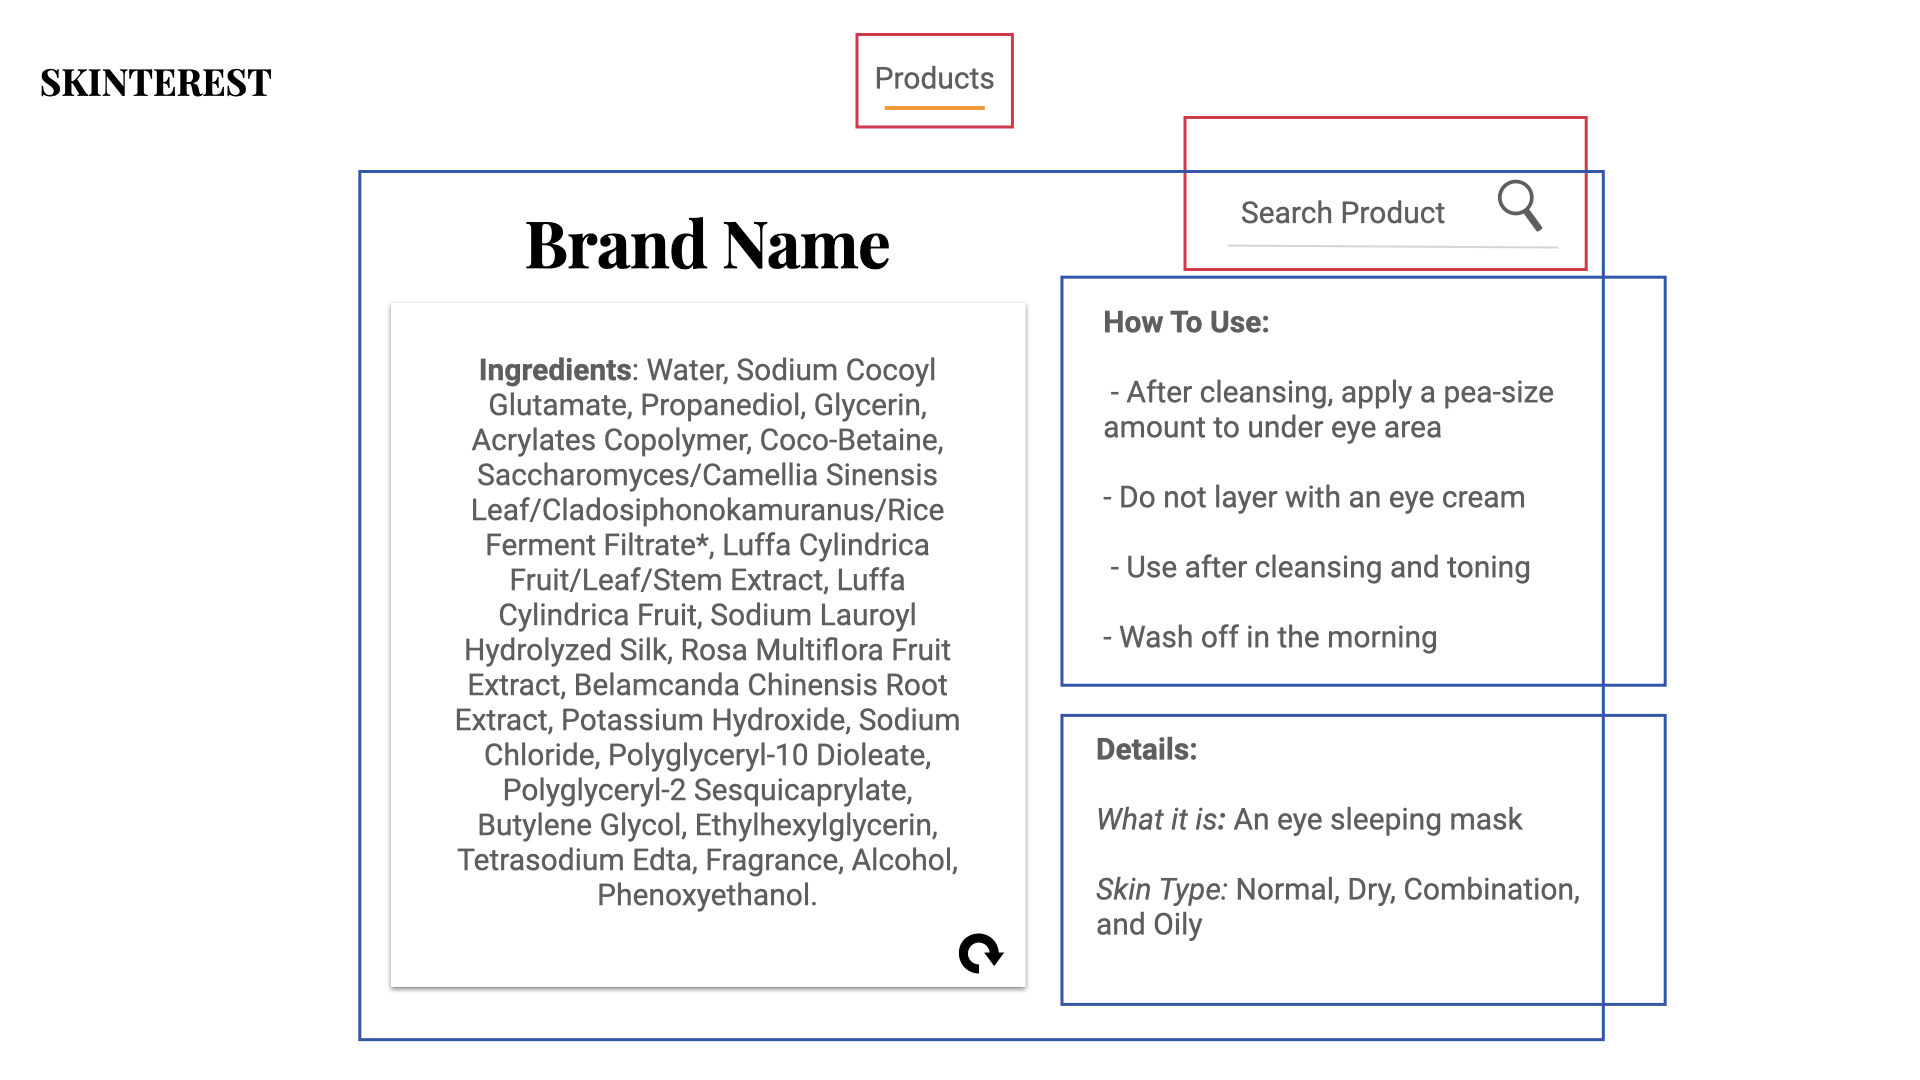 SKINTEREST
Products
Search Product
Brand Name
Ingredients: Water, Sodium Cocoyl
Glutamate, Propanediol, Glycerin,
Acrylates Copolymer, Coco-Betaine,
Saccharomyces/Camellia Sinensis
Leaf/Cladosiphonokamuranus/Rice
Ferment Filtrate*, Luffa Cylindrica
Fruit/Leaf/Stem Extract, Luffa
Cylindrica Fruit, Sodium Lauroyl
Hydrolyzed Silk, Rosa Multiflora Fruit
Extract, Belamcanda Chinensis Root
Extract, Potassium Hydroxide, Sodium
Chloride, Polyglyceryl-10 Dioleate,
Polyglyceryl-2 Sesquicaprylate,
Butylene Glycol, Ethylhexylglycerin,
Tetrasodium Edta, Fragrance, Alcohol,
Phenoxyethanol.
How To Use:
- After cleansing, apply a pea-size
amount to under eye area
- Do not layer with an eye cream
- Use after cleansing and toning
- Wash off in the morning
Details:
What it is: An eye sleeping mask
Skin Type: Normal, Dry, Combination,
and Oily